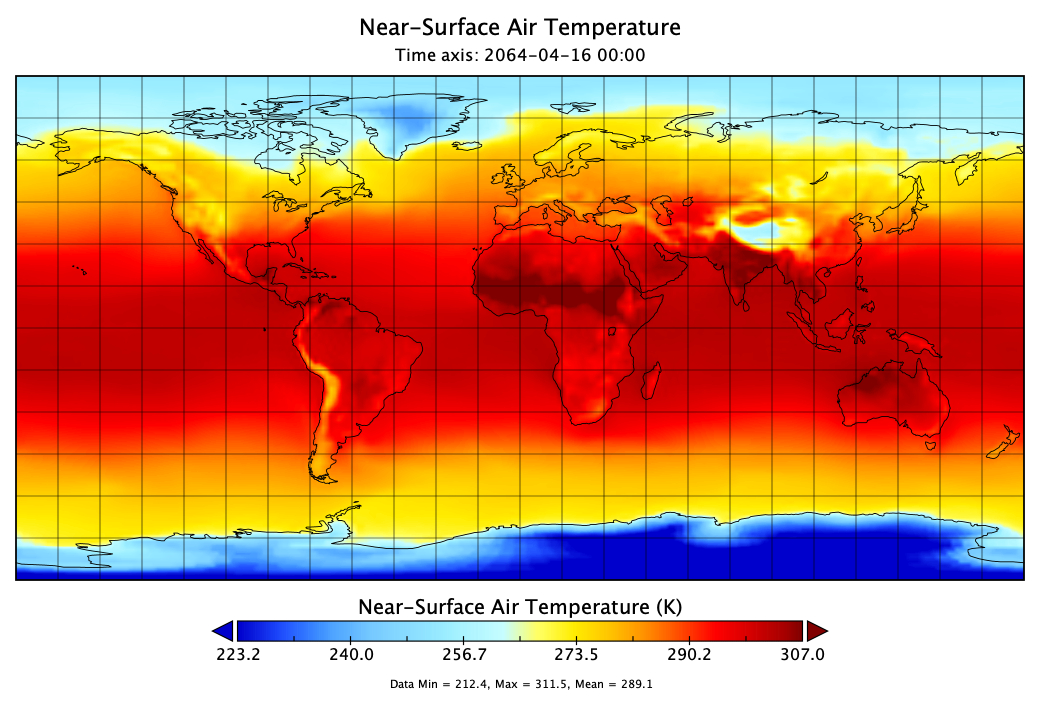 Near-Surface Air Temperature
Time axis: 2064-04-16 00:00
Near-Surface Air Temperature (K)
223.2 240.0 256.7 273.5 290.2 307.0
Data Min = 212.4, Max = 311.5, Mean = 289.1